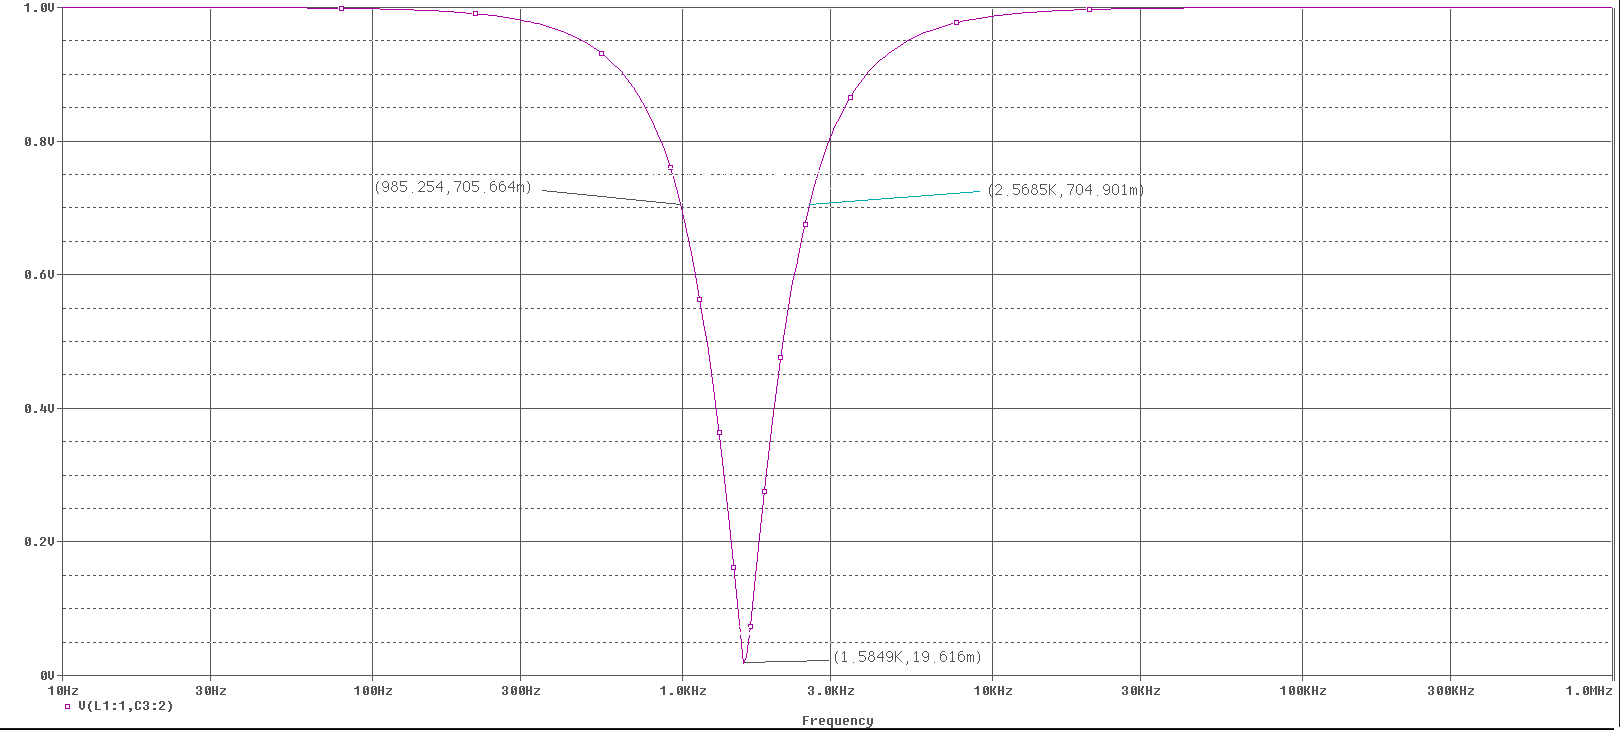 1.0V
0.8V
(985.254,705.664m)
(2.5685K,704.901m)
0.6V
0.4V
0.2V
(1.5849K,19.616m)
0V
10Hz 30Hz 100Hz 300Hz 1.0KHz 3.0KHz 10KHz 30KHz 100KHz 300KHz 1.0MHz
V(L1:1,C3:2)
Frequency